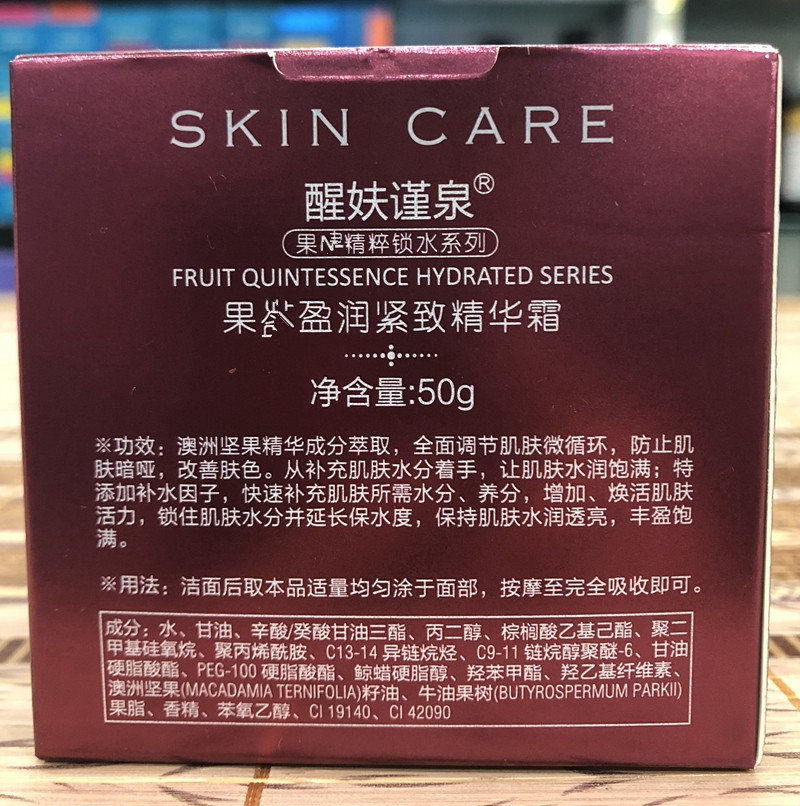 SKIN CARE
醒妋谨泉®
果精粹锁水系列
FRUIT QUINTESSENCE HYDRATED SERIES
果盈润紧致精华霜
净含量:50g
※功效：澳洲坚果精华成分萃取，全面调节肌肤微循环，防止肌
肤暗哑，改善肤色。从补充肌肤水分着手，让肌肤水润饱满；特
添加补水因子，快速补充肌肤所需水分、养分，增加、焕活肌肤
活力，锁住肌肤水分并延长保水度，保持肌肤水润透亮，丰盈饱
满。
※用法：洁面后取本品适量均匀涂于面部，按摩至完全吸收即可。
成分：水、甘油、辛酸/癸酸甘油三酯、丙二醇、棕榈酸乙基己酯、聚二
甲基硅氧烷、聚丙烯酰胺、C13-14 异链烷烃、C9-11 链烷醇聚醚-6、甘油
硬脂酸酯、PEG-100 硬脂酸酯、鲸蜡硬脂醇、羟苯甲酯、羟乙基纤维素、
澳洲坚果(MACADAMIA TERNIFOLIA)籽油、牛油果树(BUTYROSPERMUM PARKII)
果脂、香精、苯氧乙醇、CI 19140、CI 42090